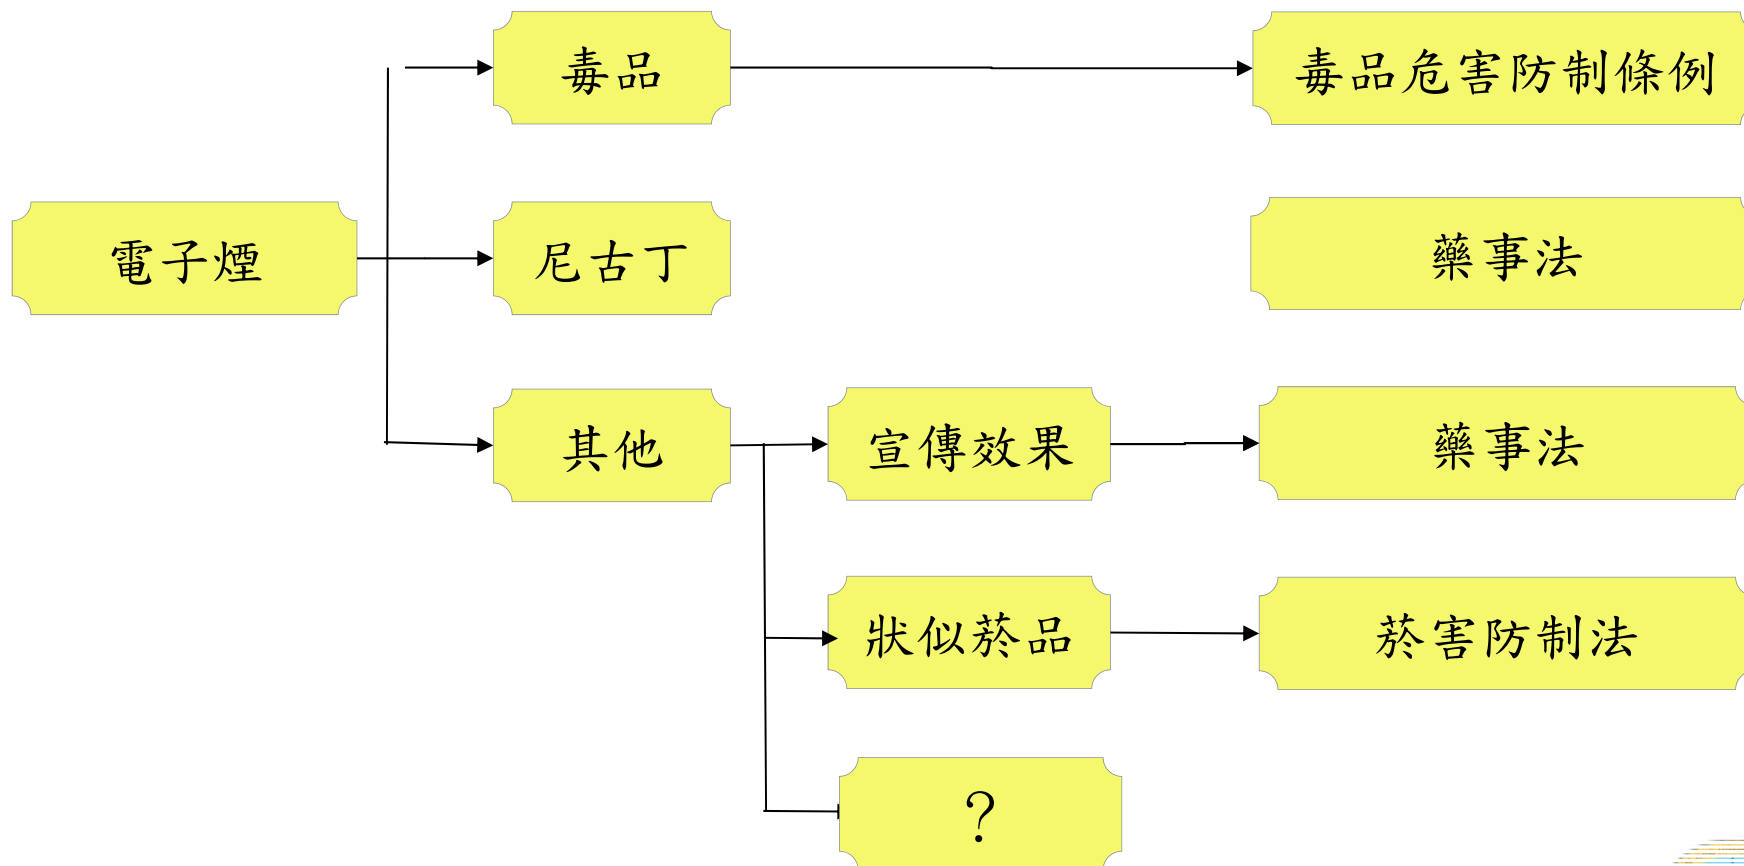 毒品
毒品危害防制條例
電子煙
尼古丁
藥事法
其他
宣傳效果
藥事法
狀似菸品
菸害防制法
？